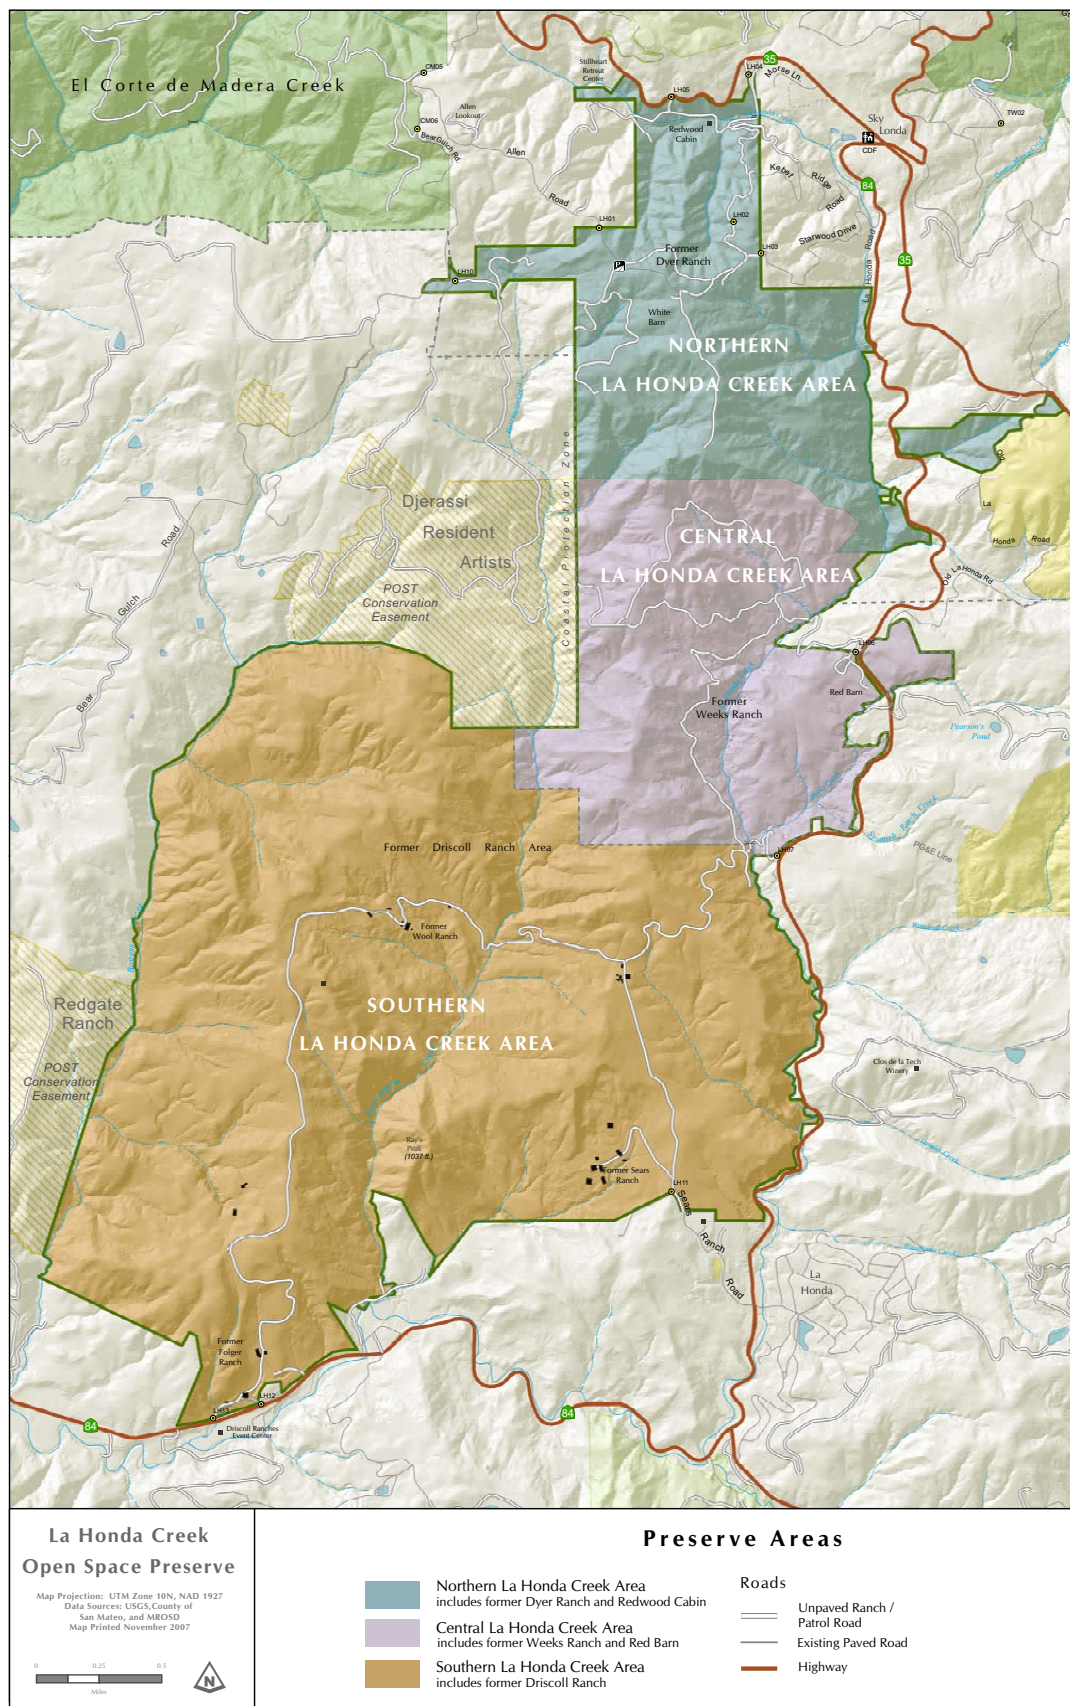 El Corte de Madera Creek
CM05
CM06
Allen
Lookout
Bear Gulch Rd.
Allen
Road
Stillheart
Retreat
Center
LH05
LH04
35
Morse Ln.
Redwood
Cabin
Sky
Londa
CDF
TW02
84
Keber
Ridge
Road
Starwood Drive
La Honda Road
35
LH01
LH02
LH03
LH10
Former
Dyer Ranch
White
Barn
NORTHERN
LA HONDA CREEK AREA
Coastal Protection Zone
Old
La
Honda
Road
Djerassi
Resident
Artists
POST
Conservation
Easement
CENTRAL
LA HONDA CREEK AREA
Old
La Honda Rd
Bear
Gulch
Road
LH06
Red Barn
Former
Weeks Ranch
Pearson's
Pond
PG&E Line
LH07
Former Driscoll Ranch Area
Former
Wool Ranch
SOUTHERN
LA HONDA CREEK AREA
Redgate
Ranch
POST
Conservation
Easement
Clos de la Tech
Winery
Ray's
Peak
(1037 ft.)
Former Sears
Ranch
LH11
Sears
Ranch
Road
La
Honda
Former
Folger
Ranch
LH12
LH13
Driscoll Ranches
Event Center
84
84
La Honda Creek
Open Space Preserve
Map Projection: UTM Zone 10N, NAD 1927
Data Sources: USGS,County of
San Mateo, and MROSD
Map Printed November 2007
0 0.25 0.5
Miles
N
Preserve Areas
Northern La Honda Creek Area
includes former Dyer Ranch and Redwood Cabin
Central La Honda Creek Area
includes former Weeks Ranch and Red Barn
Southern La Honda Creek Area
includes former Driscoll Ranch
Roads
Unpaved Ranch /
Patrol Road
Existing Paved Road
Highway